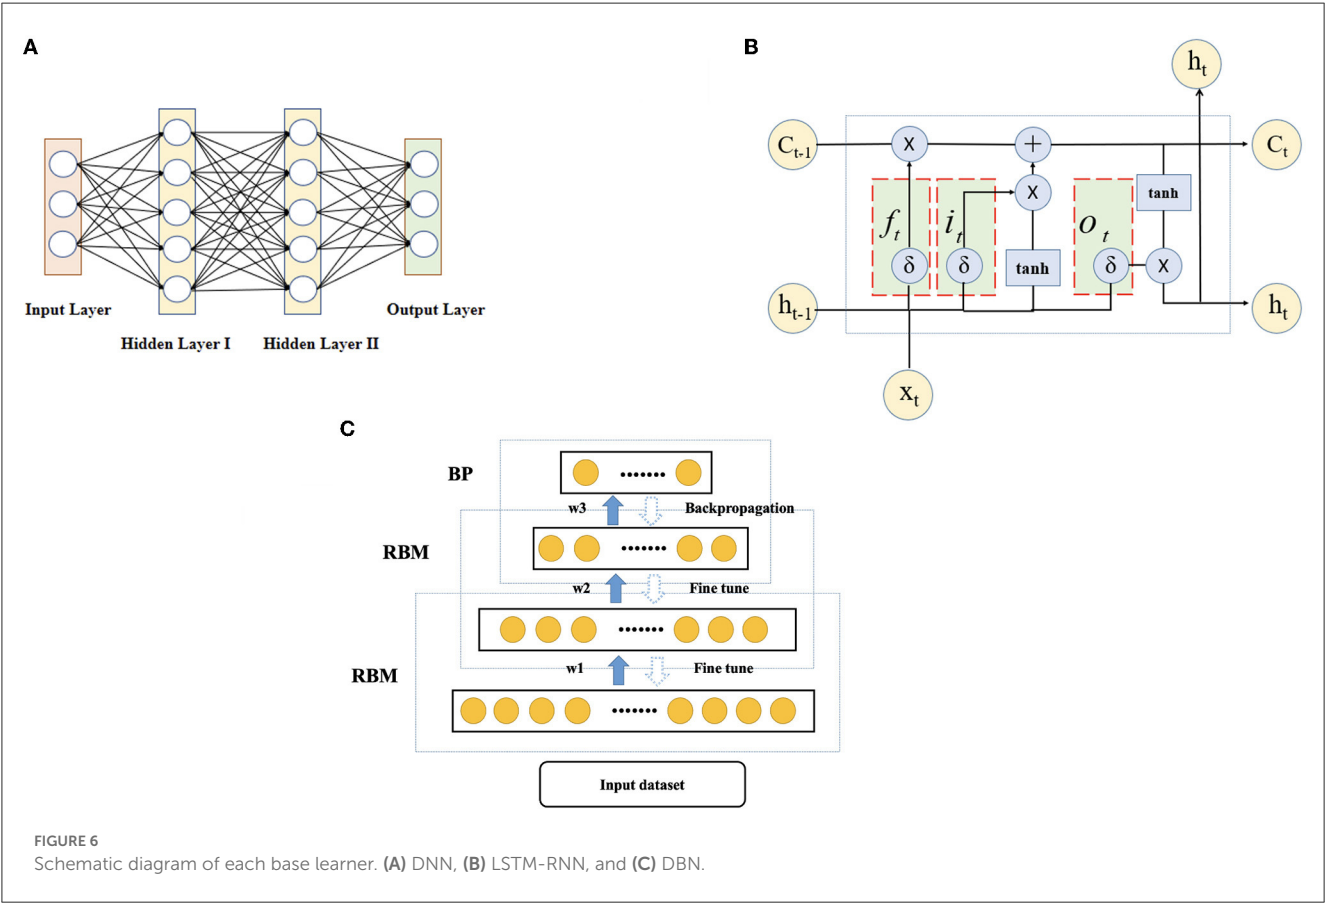 A
Input Layer
Hidden Layer I
Hidden Layer II
Output Layer
B
h_t
C_t-1
X
+
C_t
f_t
i_t
X
o_t
tanh
δ
δ
tanh
δ
X
h_t-1
h_t
x_t
C
BP
.......
w3
Backpropagation
RBM
.......
w2
Fine tune
.......
RBM
w1
Fine tune
.......
Input dataset
FIGURE 6
Schematic diagram of each base learner. (A) DNN, (B) LSTM-RNN, and (C) DBN.